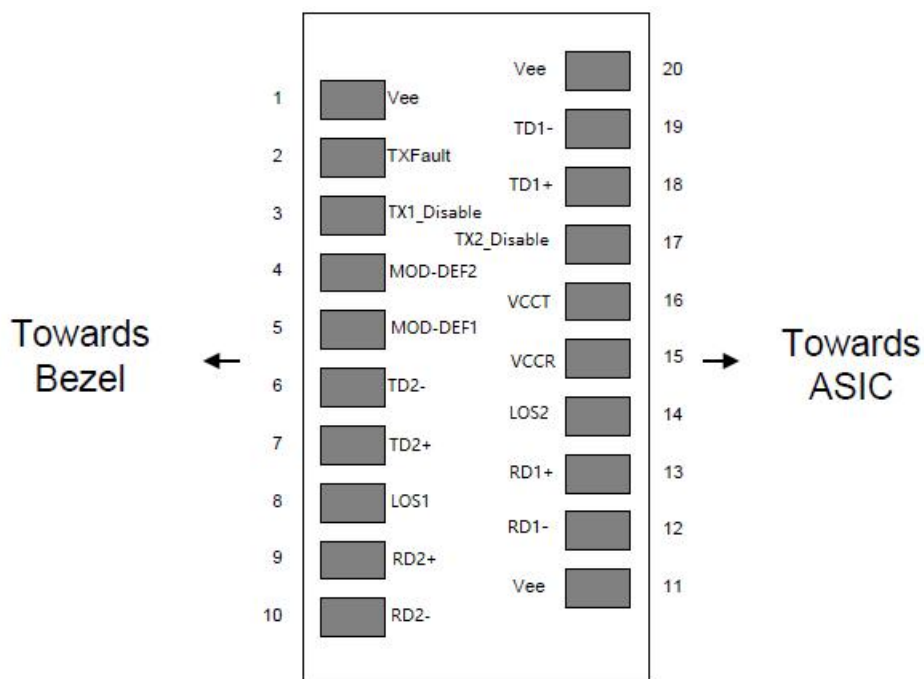 1 Vee
2 TXFault
3 TX1_Disable
4 MOD-DEF2
5 MOD-DEF1
6 TD2-
7 TD2+
8 LOS1
9 RD2+
10 RD2-
Vee 20
TD1- 19
TD1+ 18
TX2_Disable 17
VCCT 16
VCCR 15
LOS2 14
RD1+ 13
RD1- 12
Vee 11
Towards
Bezel
Towards
ASIC